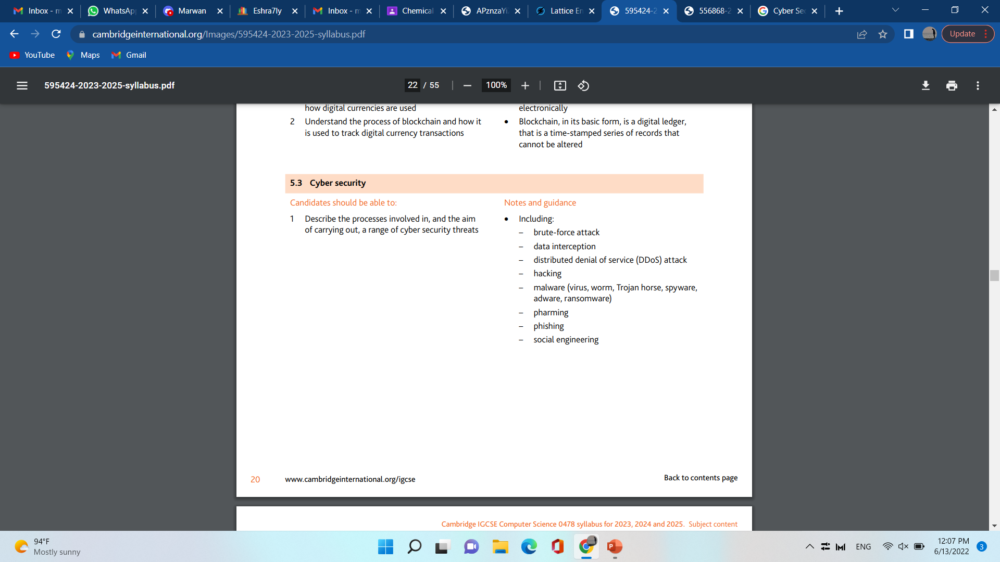 Inbox - m
WhatsAp
Marwan
Eshra7ly
Inbox - m
Chemical
APznzaYi
Lattice En
595424-2
556868-2
Cyber Sec
cambridgeinternational.org/Images/595424-2023-2025-syllabus.pdf
Update
YouTube
Maps
Gmail
595424-2023-2025-syllabus.pdf
22 / 55
100%
how digital currencies are used
2 Understand the process of blockchain and how it
is used to track digital currency transactions
electronically
• Blockchain, in its basic form, is a digital ledger,
that is a time-stamped series of records that
cannot be altered
5.3 Cyber security
Candidates should be able to:
1 Describe the processes involved in, and the aim
of carrying out, a range of cyber security threats
Notes and guidance
• Including:
– brute-force attack
– data interception
– distributed denial of service (DDoS) attack
– hacking
– malware (virus, worm, Trojan horse, spyware,
adware, ransomware)
– pharming
– phishing
– social engineering
20
www.cambridgeinternational.org/igcse
Back to contents page
Cambridge IGCSE Computer Science 0478 syllabus for 2023, 2024 and 2025. Subject content
94°F
Mostly sunny
P
ENG
12:07 PM
6/13/2022
3